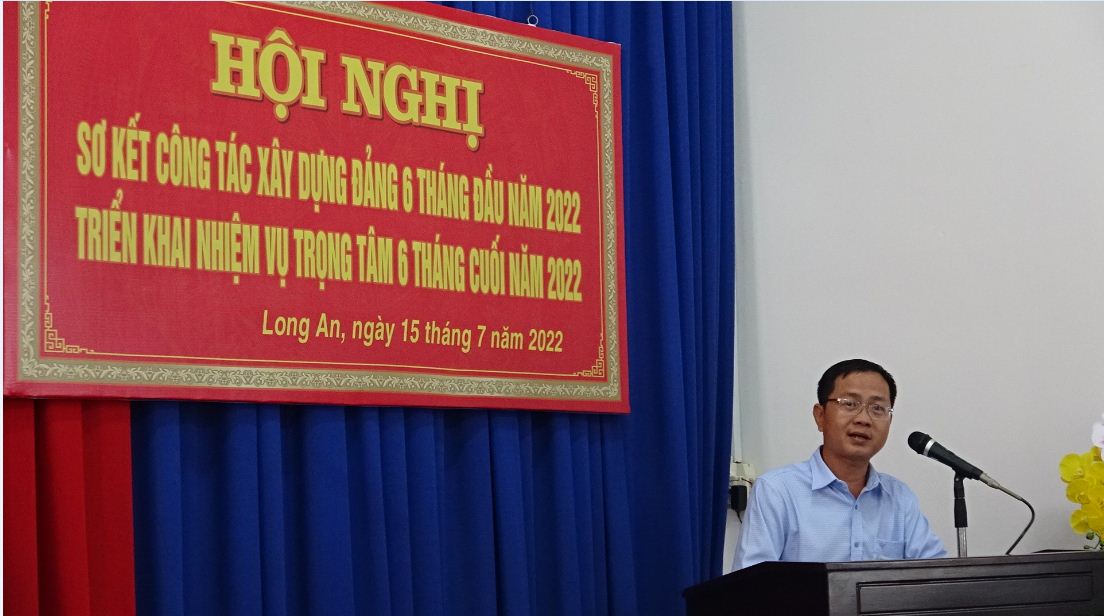 HỘI NGHỊ
SƠ KẾT CÔNG TÁC XÂY DỰNG ĐẢNG 6 THÁNG ĐẦU NĂM 2022
TRIỂN KHAI NHIỆM VỤ TRỌNG TÂM 6 THÁNG CUỐI NĂM 2022
Long An, ngày 15 tháng 7 năm 2022